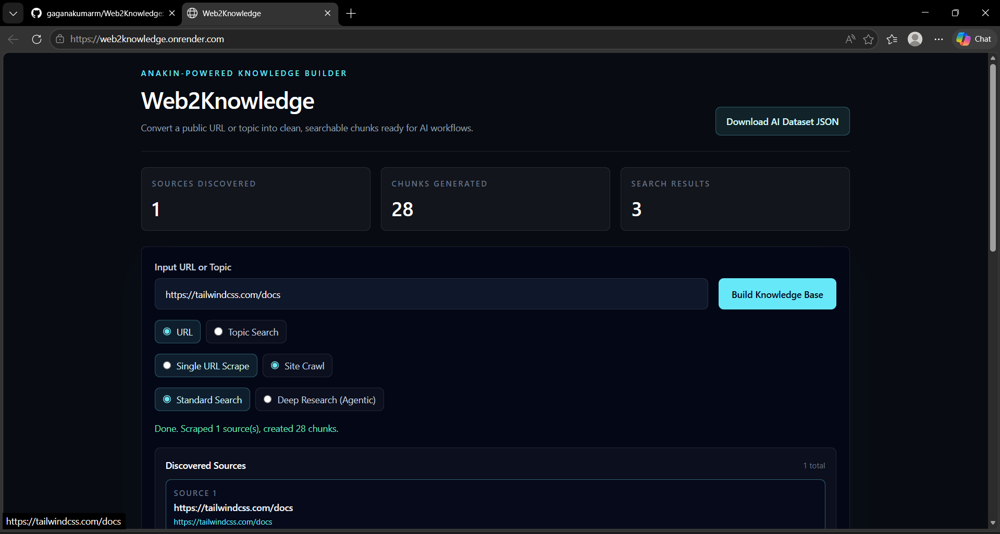 gaganakumarm/Web2Knowledge:
Web2Knowledge
https://web2knowledge.onrender.com
Chat
ANAKIN-POWERED KNOWLEDGE BUILDER
Web2Knowledge
Convert a public URL or topic into clean, searchable chunks ready for AI workflows.
Download AI Dataset JSON
SOURCES DISCOVERED
1
CHUNKS GENERATED
28
SEARCH RESULTS
3
Input URL or Topic
https://tailwindcss.com/docs
Build Knowledge Base
URL
Topic Search
Single URL Scrape
Site Crawl
Standard Search
Deep Research (Agentic)
Done. Scraped 1 source(s), created 28 chunks.
Discovered Sources
1 total
SOURCE 1
https://tailwindcss.com/docs
https://tailwindcss.com/docs
https://tailwindcss.com/docs